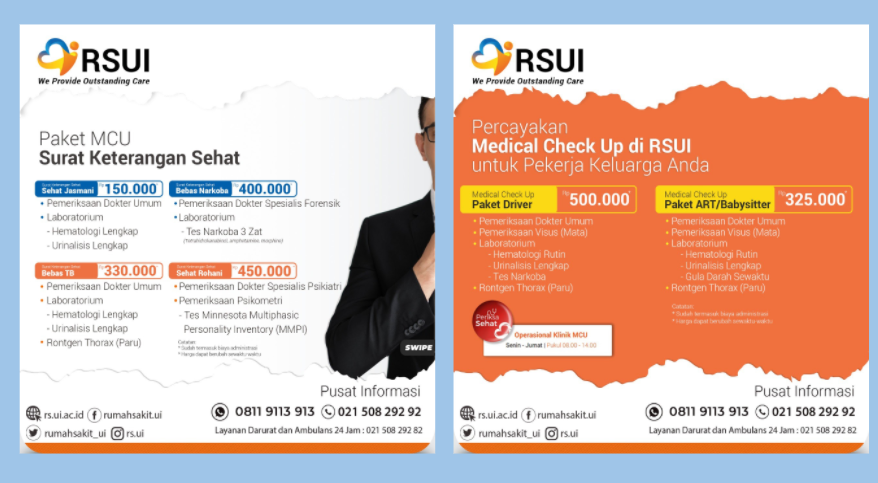 RSUI
We Provide Outstanding Care
Paket MCU
Surat Keterangan Sehat
Surat Keterangan Sehat
Sehat Jasmani Rp 150.000*
• Pemeriksaan Dokter Umum
• Laboratorium
- Hematologi Lengkap
- Urinalisis Lengkap
Surat Keterangan Sehat
Bebas Narkoba Rp 400.000*
• Pemeriksaan Dokter Spesialis Forensik
• Laboratorium
- Tes Narkoba 3 Zat
Surat Keterangan Sehat
Bebas TB Rp 330.000*
• Pemeriksaan Dokter Umum
• Laboratorium
- Hematologi Lengkap
- Urinalisis Lengkap
• Rontgen Thorax (Paru)
Surat Keterangan Sehat
Sehat Rohani Rp 450.000*
• Pemeriksaan Dokter Spesialis Psikiatri
• Pemeriksaan Psikometri
- Tes Minnesota Multiphasic
Personality Inventory (MMPI)
Catatan:
* Sudah termasuk biaya administrasi
* Harga dapat berubah sewaktu waktu
SWIPE
Pusat Informasi
rs.ui.ac.id rumahsakit.ui
0811 9113 913 021 508 292 92
rumahsakit_ui rs.ui
Layanan Darurat dan Ambulans 24 Jam : 021 508 292 82
RSUI
We Provide Outstanding Care
Percayakan
Medical Check Up di RSUI
untuk Pekerja Keluarga Anda
Medical Check Up
Paket Driver Rp 500.000*
• Pemeriksaan Dokter Umum
• Pemeriksaan Visus (Mata)
• Laboratorium
- Hematologi Rutin
- Urinalisis Lengkap
- Tes Narkoba
• Rontgen Thorax (Paru)
Medical Check Up
Paket ART/Babysitter Rp 325.000*
• Pemeriksaan Dokter Umum
• Pemeriksaan Visus (Mata)
• Laboratorium
- Hematologi Rutin
- Urinalisis Lengkap
- Gula Darah Sewaktu
• Rontgen Thorax (Paru)
Catatan:
* Sudah termasuk biaya administrasi
* Harga dapat berubah sewaktu waktu
Periksa
Sehat
Operasional Klinik MCU
Senin - Jumat | Pukul 08.00 - 14.00
Pusat Informasi
rs.ui.ac.id rumahsakit.ui
0811 9113 913 021 508 292 92
rumahsakit_ui rs.ui
Layanan Darurat dan Ambulans 24 Jam : 021 508 292 82